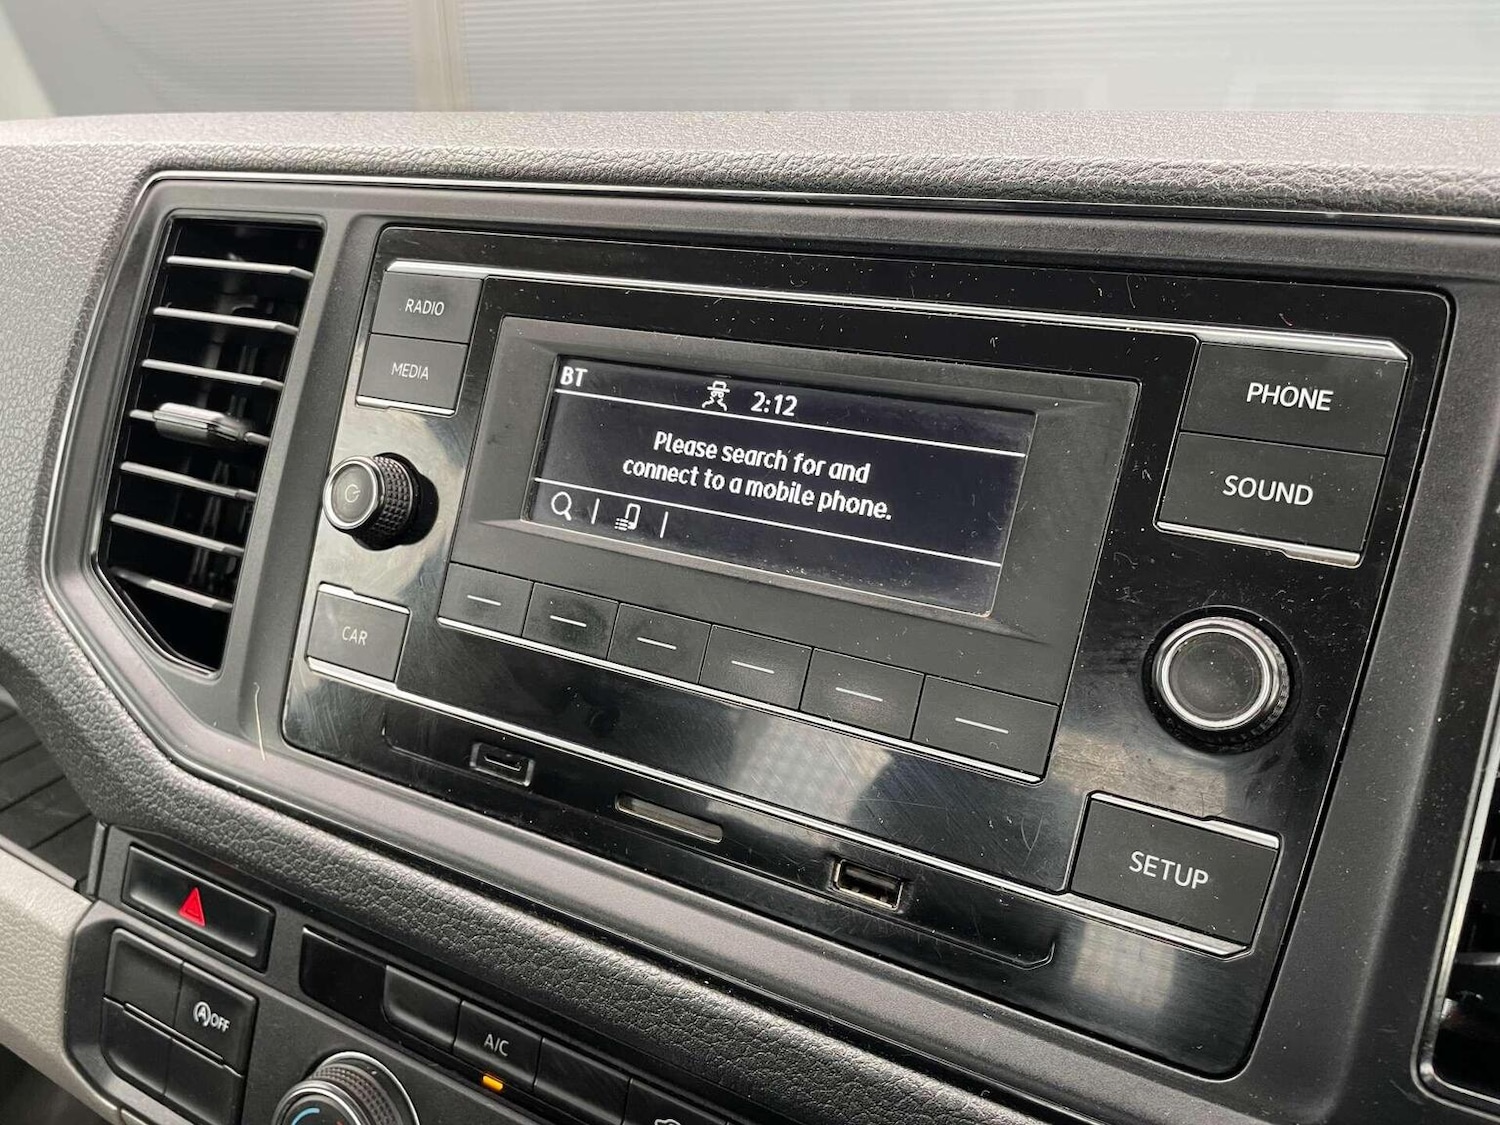 RADIO
MEDIA
BT
2:12
Please search for and
connect to a mobile phone.
PHONE
SOUND
CAR
SETUP
A OFF
A/C